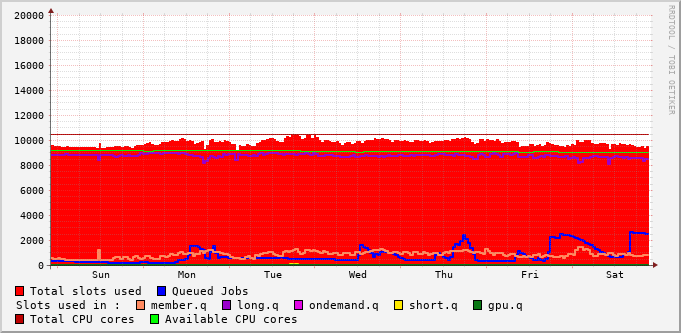 20000
18000
16000
14000
12000
10000
8000
6000
4000
2000
0
Sun Mon Tue Wed Thu Fri Sat
RRDTOOL / TOBI OETIKER
Total slots used Queued Jobs
Slots used in : member.q long.q ondemand.q short.q gpu.q
Total CPU cores Available CPU cores